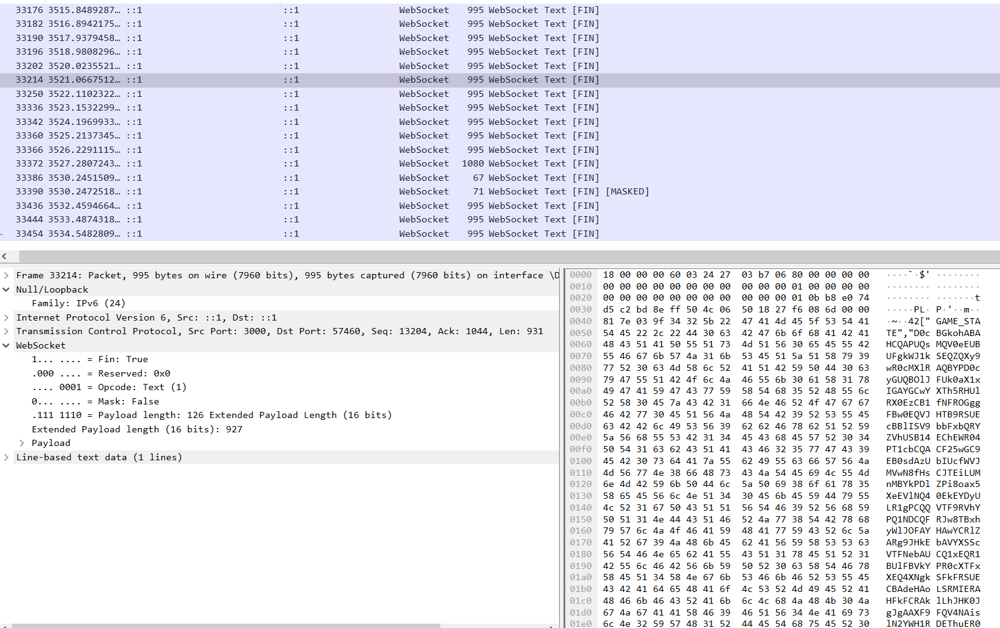 33176 3515.8489287… ::1 ::1 WebSocket 995 WebSocket Text [FIN]
33182 3516.8942175… ::1 ::1 WebSocket 995 WebSocket Text [FIN]
33190 3517.9379458… ::1 ::1 WebSocket 995 WebSocket Text [FIN]
33196 3518.9808296… ::1 ::1 WebSocket 995 WebSocket Text [FIN]
33202 3520.0235521… ::1 ::1 WebSocket 995 WebSocket Text [FIN]
33214 3521.0667512… ::1 ::1 WebSocket 995 WebSocket Text [FIN]
33250 3522.1102322… ::1 ::1 WebSocket 995 WebSocket Text [FIN]
33336 3523.1532299… ::1 ::1 WebSocket 995 WebSocket Text [FIN]
33342 3524.1969933… ::1 ::1 WebSocket 995 WebSocket Text [FIN]
33360 3525.2137345… ::1 ::1 WebSocket 995 WebSocket Text [FIN]
33366 3526.2291115… ::1 ::1 WebSocket 995 WebSocket Text [FIN]
33372 3527.2807243… ::1 ::1 WebSocket 1080 WebSocket Text [FIN]
33386 3530.2451509… ::1 ::1 WebSocket 67 WebSocket Text [FIN]
33390 3530.2472518… ::1 ::1 WebSocket 71 WebSocket Text [FIN] [MASKED]
33436 3532.4594664… ::1 ::1 WebSocket 995 WebSocket Text [FIN]
33444 3533.4874318… ::1 ::1 WebSocket 995 WebSocket Text [FIN]
33454 3534.5482809… ::1 ::1 WebSocket 995 WebSocket Text [FIN]
Frame 33214: Packet, 995 bytes on wire (7960 bits), 995 bytes captured (7960 bits) on interface \D
Null/Loopback
Family: IPv6 (24)
Internet Protocol Version 6, Src: ::1, Dst: ::1
Transmission Control Protocol, Src Port: 3000, Dst Port: 57460, Seq: 13204, Ack: 1044, Len: 931
WebSocket
1... .... = Fin: True
.000 .... = Reserved: 0x0
.... 0001 = Opcode: Text (1)
0... .... = Mask: False
.111 1110 = Payload length: 126 Extended Payload Length (16 bits)
Extended Payload length (16 bits): 927
Payload
Line-based text data (1 lines)
0000 18 00 00 00 60 03 24 27 03 b7 06 80 00 00 00 00 ····`·$' ········
0010 00 00 00 00 00 00 00 00 00 00 00 01 00 00 00 00 ········ ········
0020 00 00 00 00 00 00 00 00 00 00 00 01 0b b8 e0 74 ········ ·······t
0030 d5 c2 bd 8e ff 50 4c 06 50 18 27 f6 08 6d 00 00 ·····PL· P·'··m··
0040 81 7e 03 9f 34 32 5b 22 47 41 4d 45 5f 53 54 41 ·~··42[" GAME_STA
0050 54 45 22 2c 22 44 30 63 42 47 6b 6f 68 41 42 41 TE","D0c BGkohABA
0060 48 43 51 41 50 55 51 73 4d 51 56 30 65 45 55 42 HCQAPUQs MQV0eEUB
0070 55 46 67 6b 57 4a 31 6b 53 45 51 5a 51 58 79 39 UFgkWJ1k SEQZQXy9
0080 77 52 30 63 4d 58 6c 52 41 51 42 59 50 44 30 63 wR0cMXlR AQBYPD0c
0090 79 47 55 51 42 4f 6c 4a 46 55 6b 30 61 58 31 78 yGUQBOlJ FUk0aX1x
00a0 49 47 41 59 47 43 77 59 58 54 68 35 52 48 55 6c IGAYGCwY XTh5RHUl
00b0 52 58 30 45 7a 43 42 31 66 4e 46 52 4f 47 67 67 RX0EzCB1 fNFROGgg
00c0 46 42 77 30 45 51 56 4a 48 54 42 39 52 53 55 45 FBw0EQVJ HTB9RSUE
00d0 63 42 42 6c 49 53 56 39 62 62 46 78 62 51 52 59 cBBlISV9 bbFxbQRY
00e0 5a 56 68 55 53 42 31 34 45 43 68 45 57 52 30 34 ZVhUSB14 EChEWR04
00f0 50 54 31 63 62 43 51 41 43 46 32 35 77 47 43 39 PT1cbCQA CF25wGC9
0100 45 42 30 73 64 41 7a 55 62 49 55 63 66 57 56 4a EB0sdAzU bIUcfWVJ
0110 4d 56 77 4e 38 66 48 73 43 4a 54 45 69 4c 55 4d MVwN8fHs CJTEiLUM
0120 6e 4d 42 59 6b 50 44 6c 5a 50 69 38 6f 61 78 35 nMBYkPDl ZPi8oax5
0130 58 65 45 56 6c 4e 51 34 30 45 6b 45 59 44 79 55 XeEVlNQ4 0EkEYDyU
0140 4c 52 31 67 50 43 51 51 56 54 46 39 52 56 68 59 LR1gPCQQ VTF9RVhY
0150 50 51 31 4e 44 43 51 46 52 4a 77 38 54 42 78 68 PQ1NDCQF RJw8TBxh
0160 79 57 6c 4a 4f 46 41 59 48 41 77 59 43 52 6c 5a yWlJOFAY HAwYCRlZ
0170 41 52 67 39 4a 48 6b 45 62 41 56 59 58 53 53 63 ARg9JHkE bAVYXSSc
0180 56 54 46 4e 65 62 41 55 43 51 31 78 45 51 52 31 VTFNebAU CQ1xEQR1
0190 42 55 6c 46 42 56 6b 59 50 52 30 63 58 54 46 78 BUlFBVkY PR0cXTFx
01a0 58 45 51 34 58 4e 67 6b 53 46 6b 46 52 53 55 45 XEQ4XNgk SFkFRSUE
01b0 43 42 41 64 65 48 41 6f 4c 53 52 4d 49 45 52 41 CBAdeHAo LSRMIERA
01c0 48 46 6b 46 43 52 41 6b 6c 4c 68 4a 48 4b 30 4a HFkFCRAk lLhJHK0J
01d0 67 4a 67 41 41 58 46 39 46 51 56 34 4e 41 69 73 gJgAAXF9 FQV4NAis
01e0 6c 4e 32 59 57 48 31 52 44 45 54 68 75 45 52 30 lN2YWH1R DEThuER0